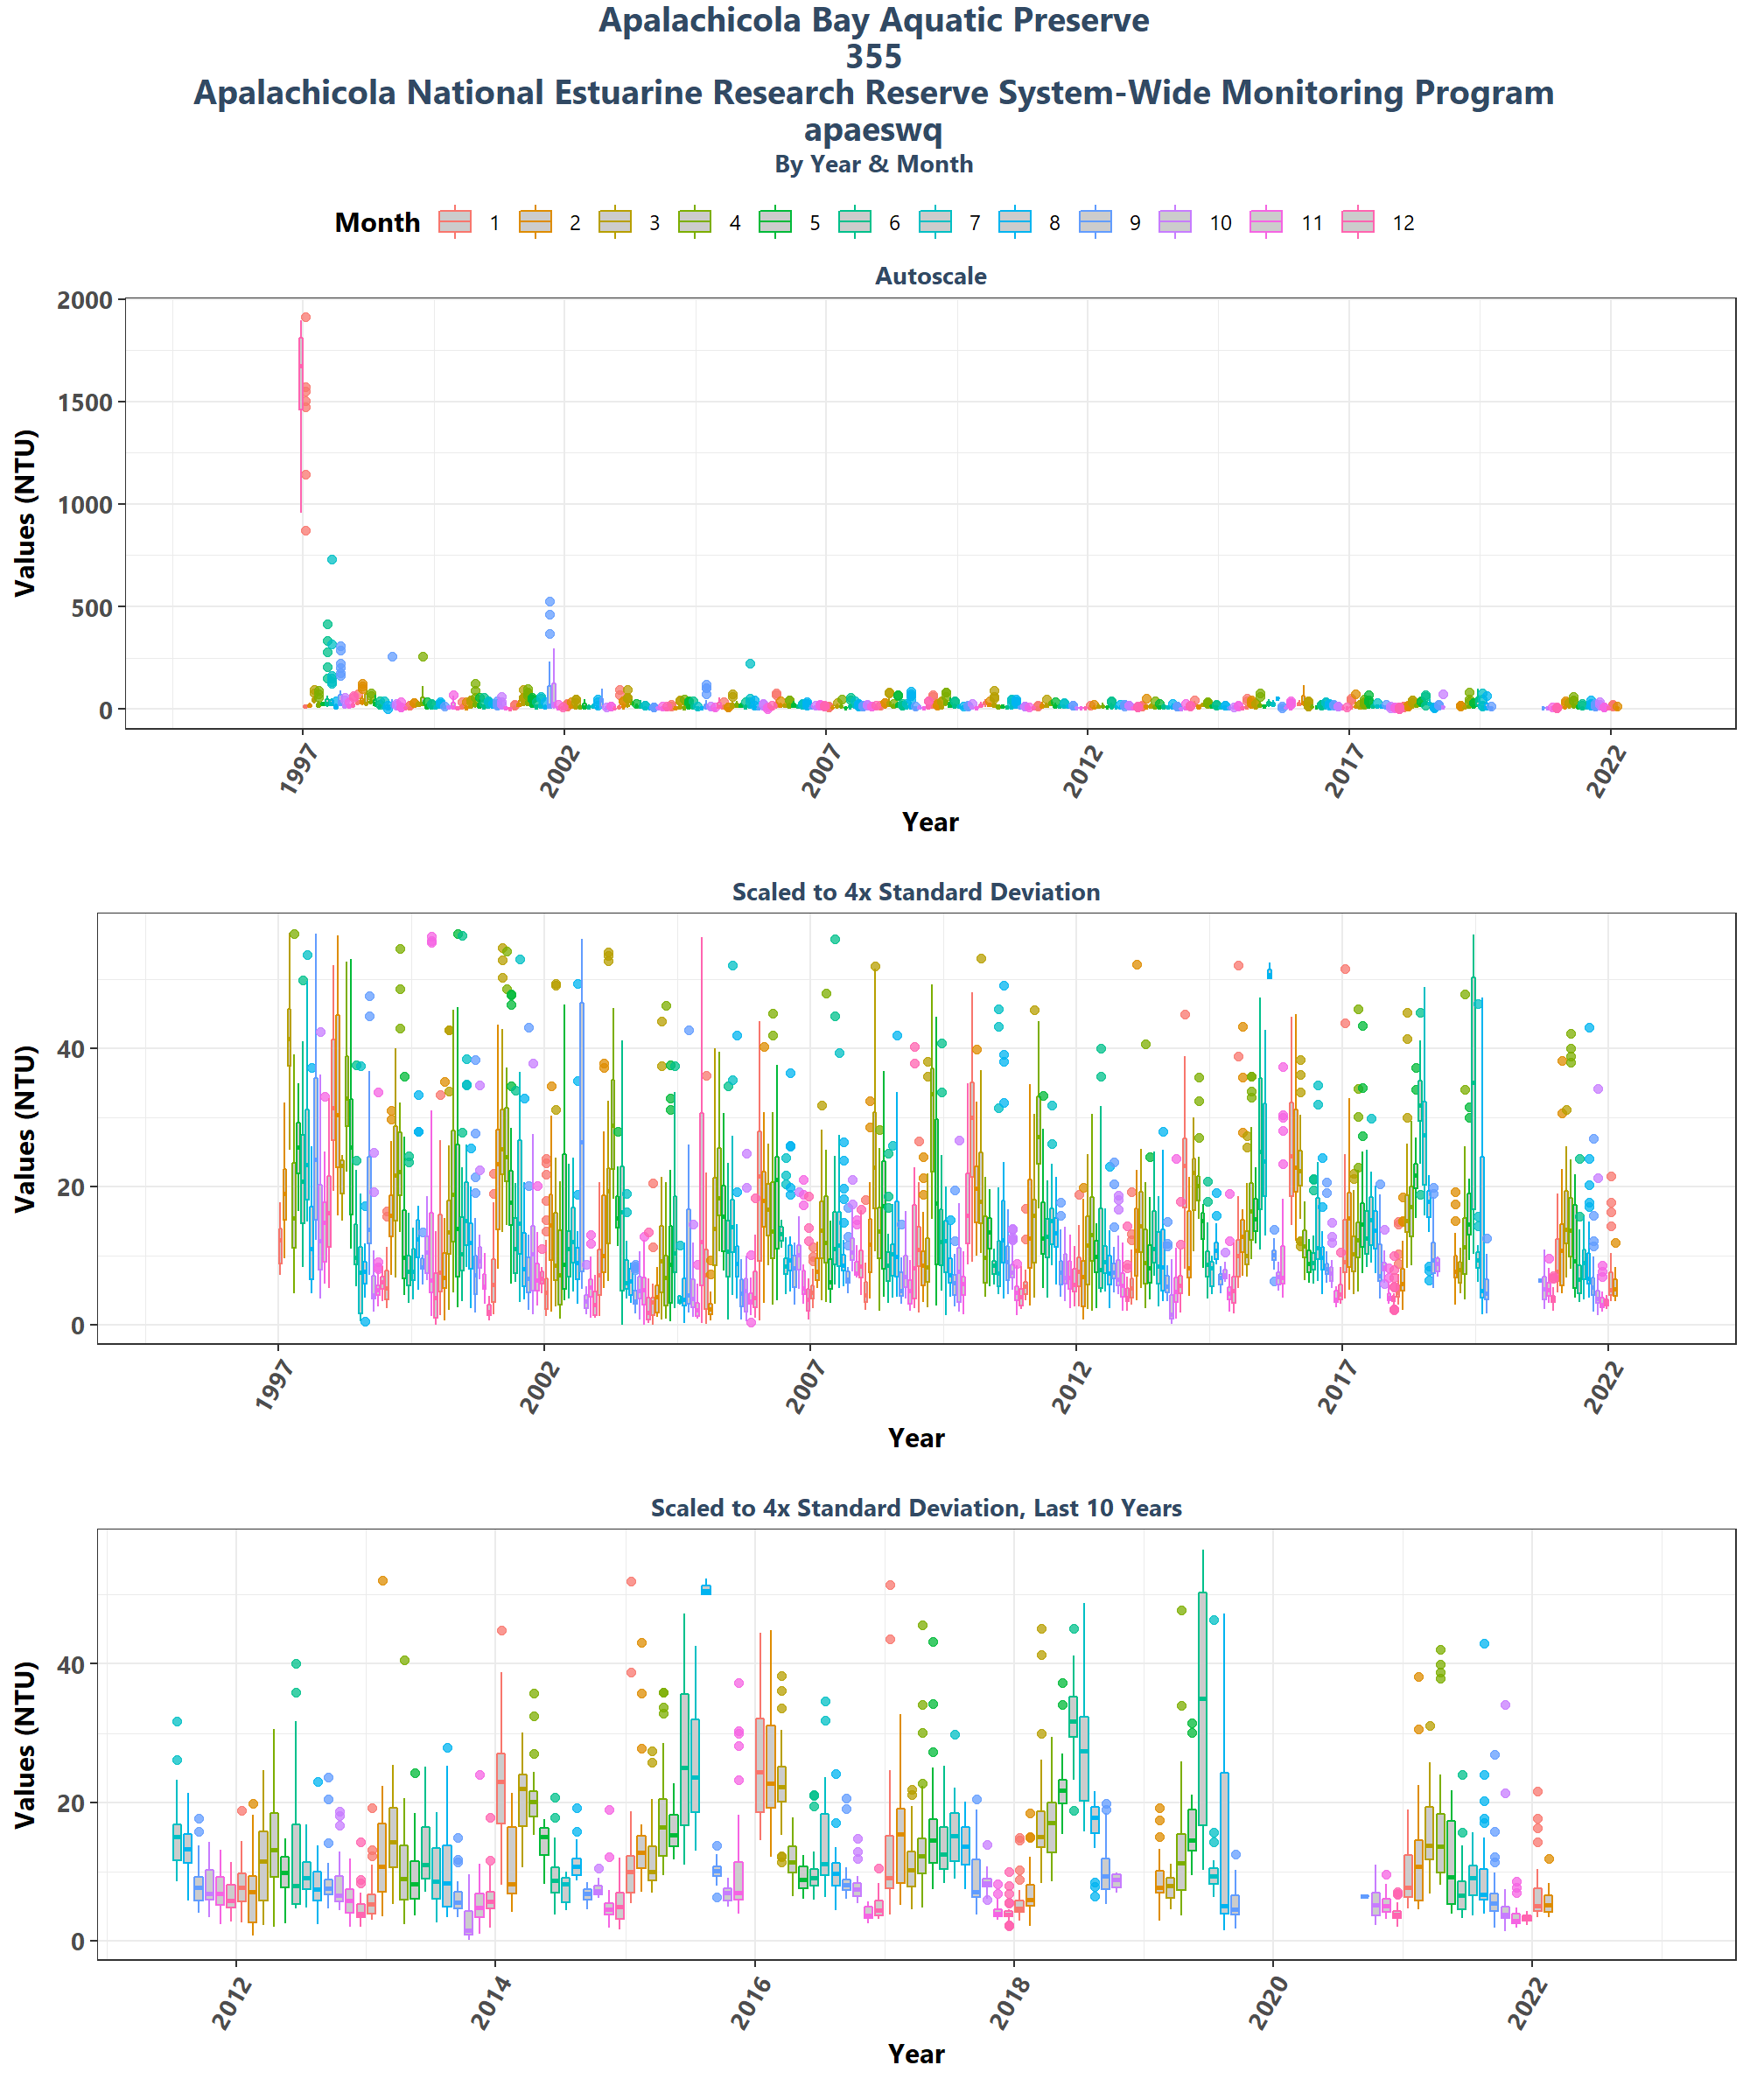 Apalachicola Bay Aquatic Preserve
355
Apalachicola National Estuarine Research Reserve System-Wide Monitoring Program
apaeswq
By Year & Month
Month 1 2 3 4 5 6 7 8 9 10 11 12
Autoscale
Values (NTU)
2000
1500
1000
500
0
1997 2002 2007 2012 2017 2022
Year
Scaled to 4x Standard Deviation
Values (NTU)
40
20
0
1997 2002 2007 2012 2017 2022
Year
Scaled to 4x Standard Deviation, Last 10 Years
Values (NTU)
40
20
0
2012 2014 2016 2018 2020 2022
Year